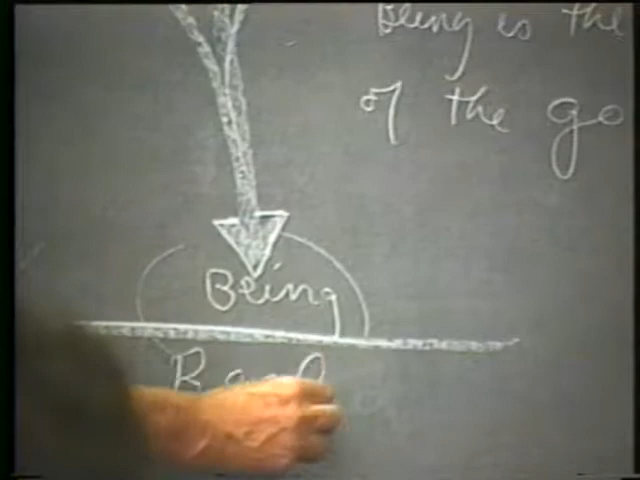 Being is the
of the go
Being